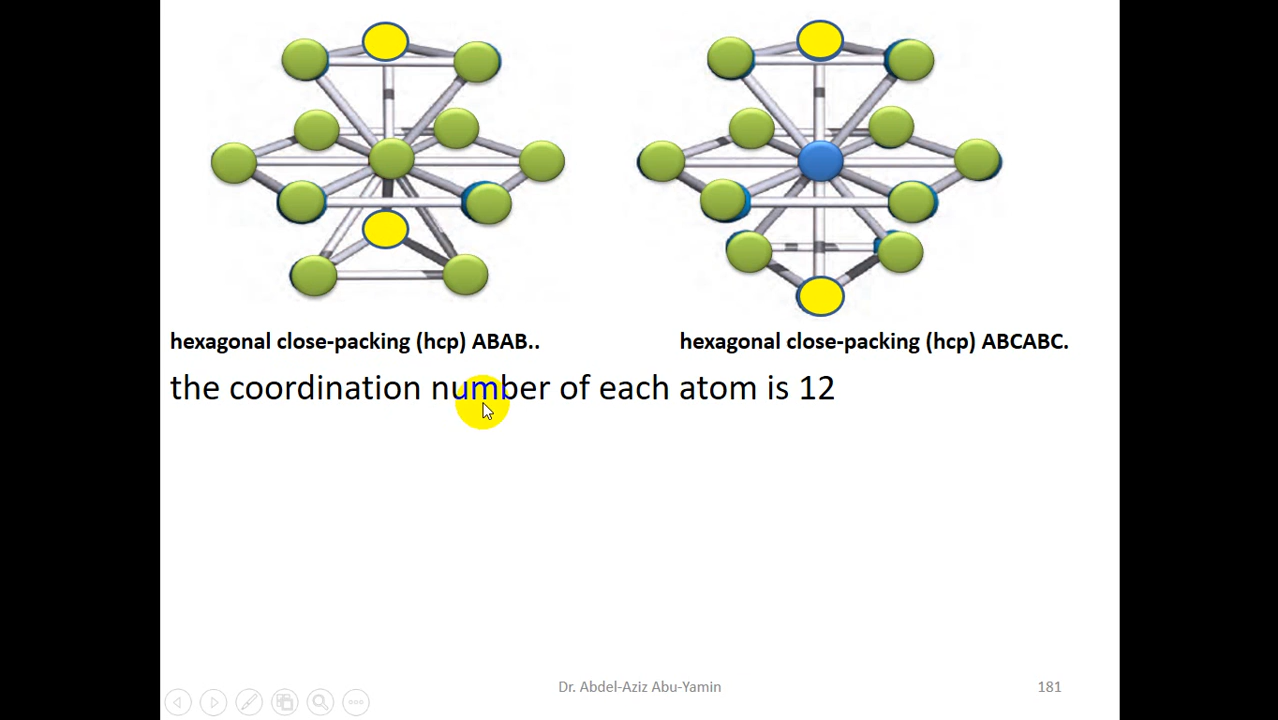 hexagonal close-packing (hcp) ABAB..
hexagonal close-packing (hcp) ABCABC.
the coordination number of each atom is 12
Dr. Abdel-Aziz Abu-Yamin
181